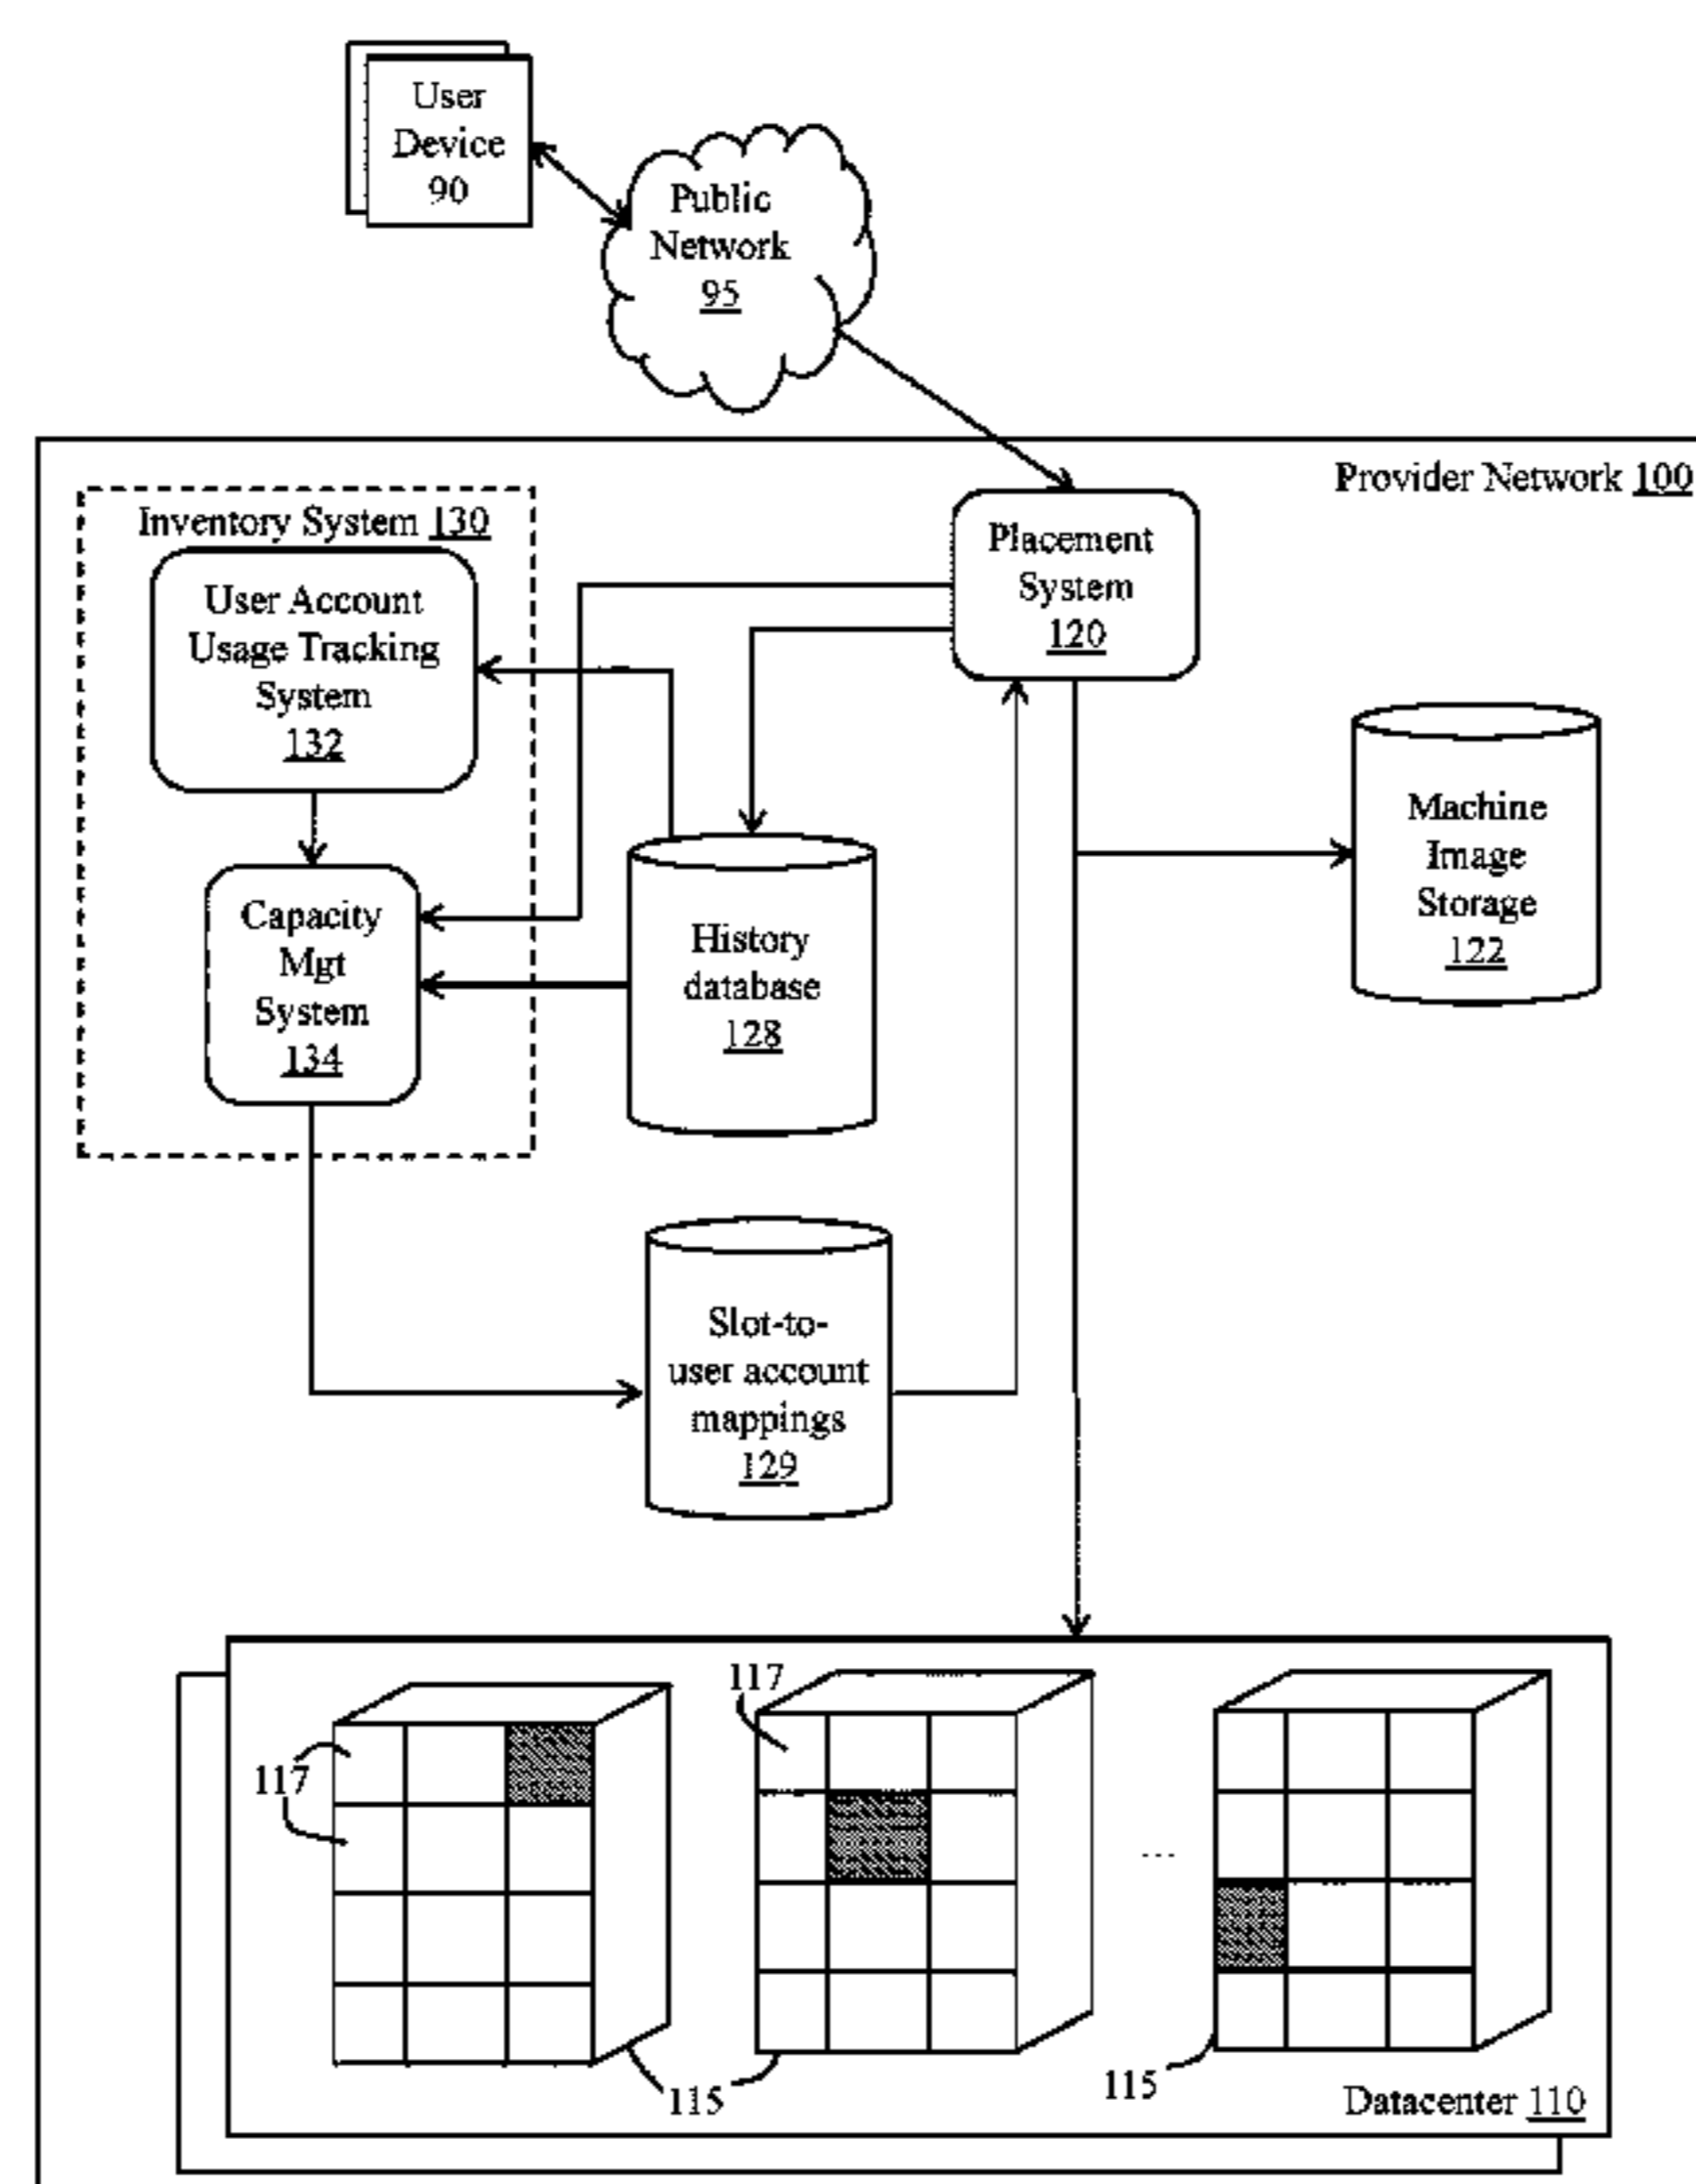 User
Device
90
Public
Network
95
Provider Network 100
Inventory System 130
User Account
Usage Tracking
System
132
Placement
System
120
Machine
Image
Storage
122
Capacity
Mgt
System
134
History
database
128
Slot-to-
user account
mappings
129
117
117
...
115
115
Datacenter 110